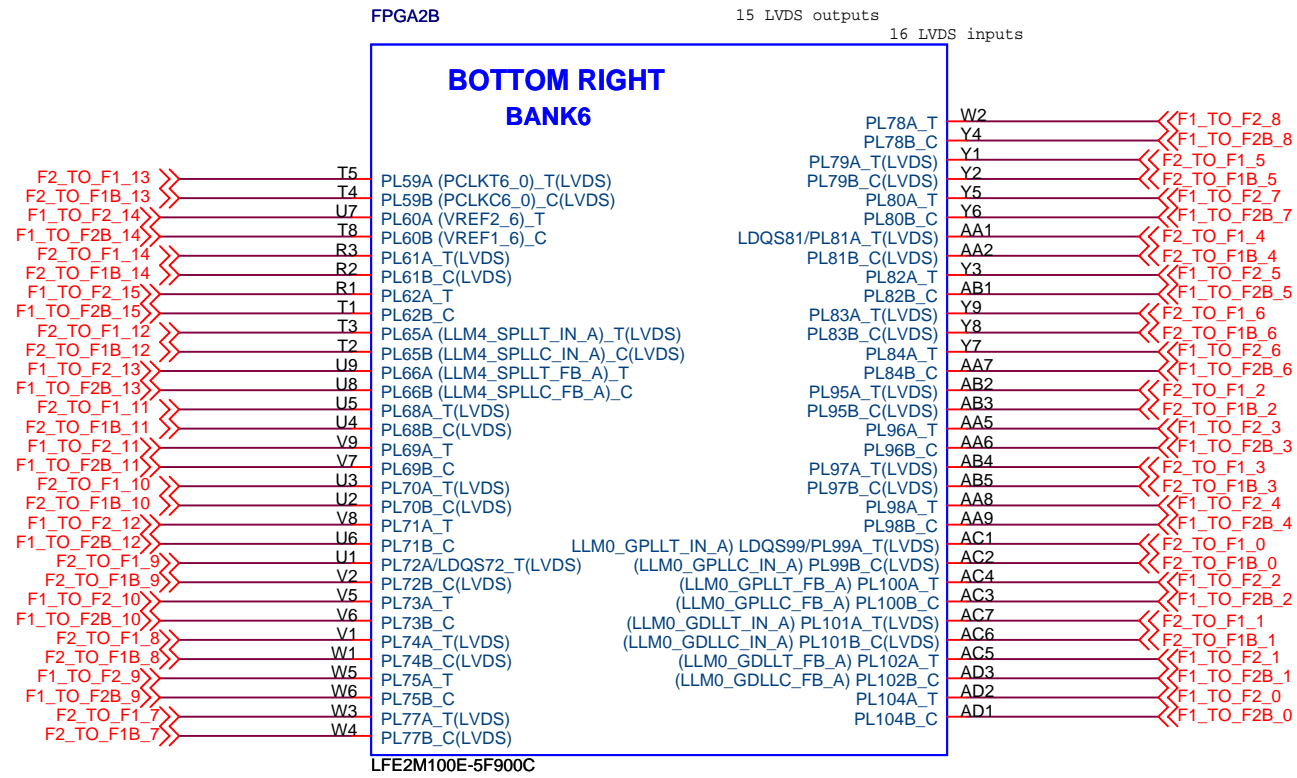 FPGA2B
15 LVDS outputs
16 LVDS inputs
BOTTOM RIGHT
BANK6
F2_TO_F1_13 T5 PL59A (PCLKT6_0)_T(LVDS)
F2_TO_F1B_13 T4 PL59B (PCLKC6_0)_C(LVDS)
F1_TO_F2_14 U7 PL60A (VREF2_6)_T
F1_TO_F2B_14 T8 PL60B (VREF1_6)_C
F2_TO_F1_14 R3 PL61A_T(LVDS)
F2_TO_F1B_14 R2 PL61B_C(LVDS)
F1_TO_F2_15 R1 PL62A_T
F1_TO_F2B_15 T1 PL62B_C
F2_TO_F1_12 T3 PL65A (LLM4_SPLLT_IN_A)_T(LVDS)
F2_TO_F1B_12 T2 PL65B (LLM4_SPLLC_IN_A)_C(LVDS)
F1_TO_F2_13 U9 PL66A (LLM4_SPLLT_FB_A)_T
F1_TO_F2B_13 U8 PL66B (LLM4_SPLLC_FB_A)_C
F2_TO_F1_11 U5 PL68A_T(LVDS)
F2_TO_F1B_11 U4 PL68B_C(LVDS)
F1_TO_F2_11 V9 PL69A_T
F1_TO_F2B_11 V7 PL69B_C
F2_TO_F1_10 U3 PL70A_T(LVDS)
F2_TO_F1B_10 U2 PL70B_C(LVDS)
F1_TO_F2_12 V8 PL71A_T
F1_TO_F2B_12 U6 PL71B_C
F2_TO_F1_9 U1 PL72A/LDQS72_T(LVDS)
F2_TO_F1B_9 V2 PL72B_C(LVDS)
F1_TO_F2_10 V5 PL73A_T
F1_TO_F2B_10 V6 PL73B_C
F2_TO_F1_8 V1 PL74A_T(LVDS)
F2_TO_F1B_8 W1 PL74B_C(LVDS)
F1_TO_F2_9 W5 PL75A_T
F1_TO_F2B_9 W6 PL75B_C
F2_TO_F1_7 W3 PL77A_T(LVDS)
F2_TO_F1B_7 W4 PL77B_C(LVDS)
PL78A_T W2 F1_TO_F2_8
PL78B_C Y4 F1_TO_F2B_8
PL79A_T(LVDS) Y1 F2_TO_F1_5
PL79B_C(LVDS) Y2 F2_TO_F1B_5
PL80A_T Y5 F1_TO_F2_7
PL80B_C Y6 F1_TO_F2B_7
LDQS81/PL81A_T(LVDS) AA1 F2_TO_F1_4
PL81B_C(LVDS) AA2 F2_TO_F1B_4
PL82A_T Y3 F1_TO_F2_5
PL82B_C AB1 F1_TO_F2B_5
PL83A_T(LVDS) Y9 F2_TO_F1_6
PL83B_C(LVDS) Y8 F2_TO_F1B_6
PL84A_T Y7 F1_TO_F2_6
PL84B_C AA7 F1_TO_F2B_6
PL95A_T(LVDS) AB2 F2_TO_F1_2
PL95B_C(LVDS) AB3 F2_TO_F1B_2
PL96A_T AA5 F1_TO_F2_3
PL96B_C AA6 F1_TO_F2B_3
PL97A_T(LVDS) AB4 F2_TO_F1_3
PL97B_C(LVDS) AB5 F2_TO_F1B_3
PL98A_T AA8 F1_TO_F2_4
PL98B_C AA9 F1_TO_F2B_4
LLM0_GPLLT_IN_A) LDQS99/PL99A_T(LVDS) AC1 F2_TO_F1_0
(LLM0_GPLLC_IN_A) PL99B_C(LVDS) AC2 F2_TO_F1B_0
(LLM0_GPLLT_FB_A) PL100A_T AC4 F1_TO_F2_2
(LLM0_GPLLC_FB_A) PL100B_C AC3 F1_TO_F2B_2
(LLM0_GDLLT_IN_A) PL101A_T(LVDS) AC7 F2_TO_F1_1
(LLM0_GDLLC_IN_A) PL101B_C(LVDS) AC6 F2_TO_F1B_1
(LLM0_GDLLT_FB_A) PL102A_T AC5 F1_TO_F2_1
(LLM0_GDLLC_FB_A) PL102B_C AD3 F1_TO_F2B_1
PL104A_T AD2 F1_TO_F2_0
PL104B_C AD1 F1_TO_F2B_0
LFE2M100E-5F900C